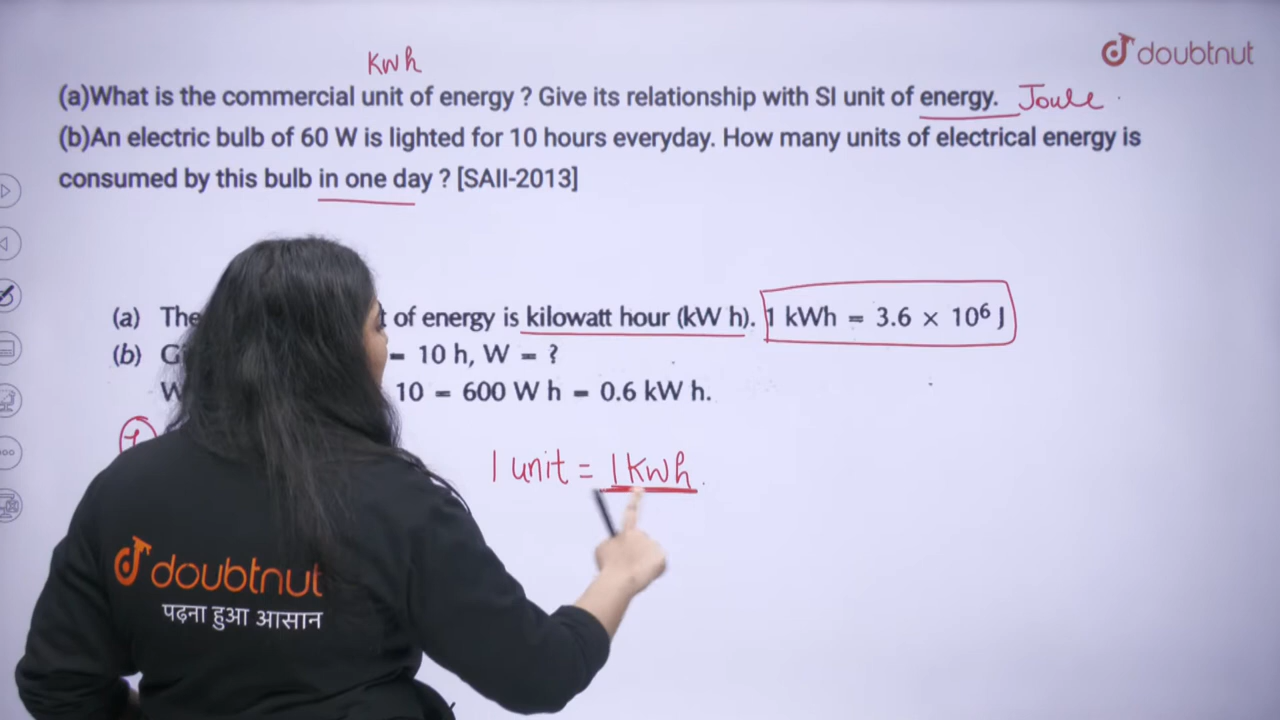 doubtnut
Kwh
(a)What is the commercial unit of energy ? Give its relationship with SI unit of energy. Joule
(b)An electric bulb of 60 W is lighted for 10 hours everyday. How many units of electrical energy is
consumed by this bulb in one day ? [SAII-2013]
(a) The of energy is kilowatt hour (kW h). 1 kWh = 3.6 × 10⁶ J
(b) G = 10 h, W = ?
W 10 = 600 W h = 0.6 kW h.
1 unit = 1 Kwh.
doubtnut
पढ़ना हुआ आसान